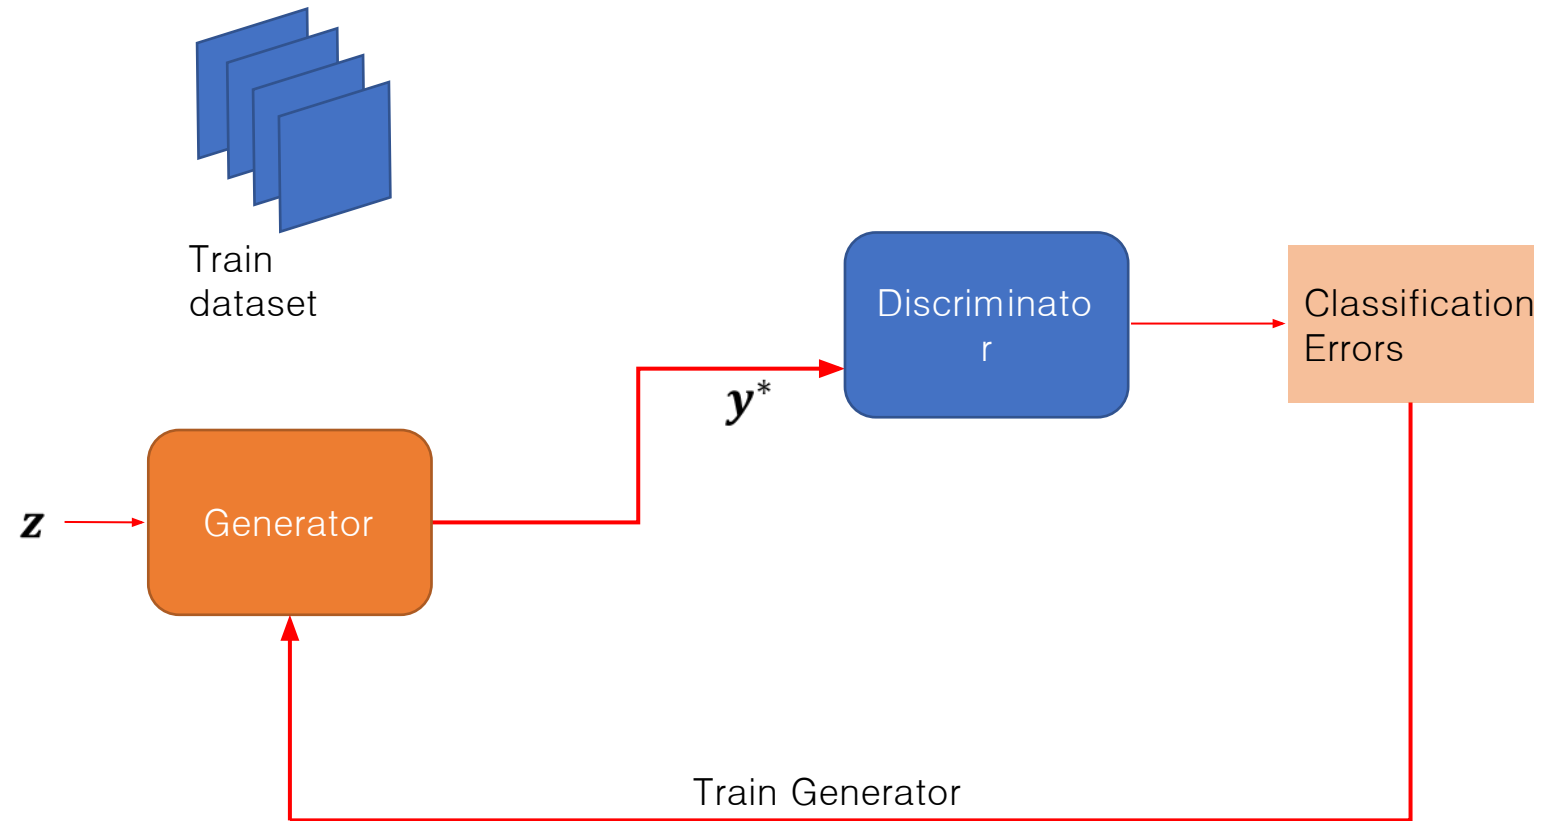 Train
dataset
Discriminato
r
Classification
Errors
y*
Generator
z
Train Generator